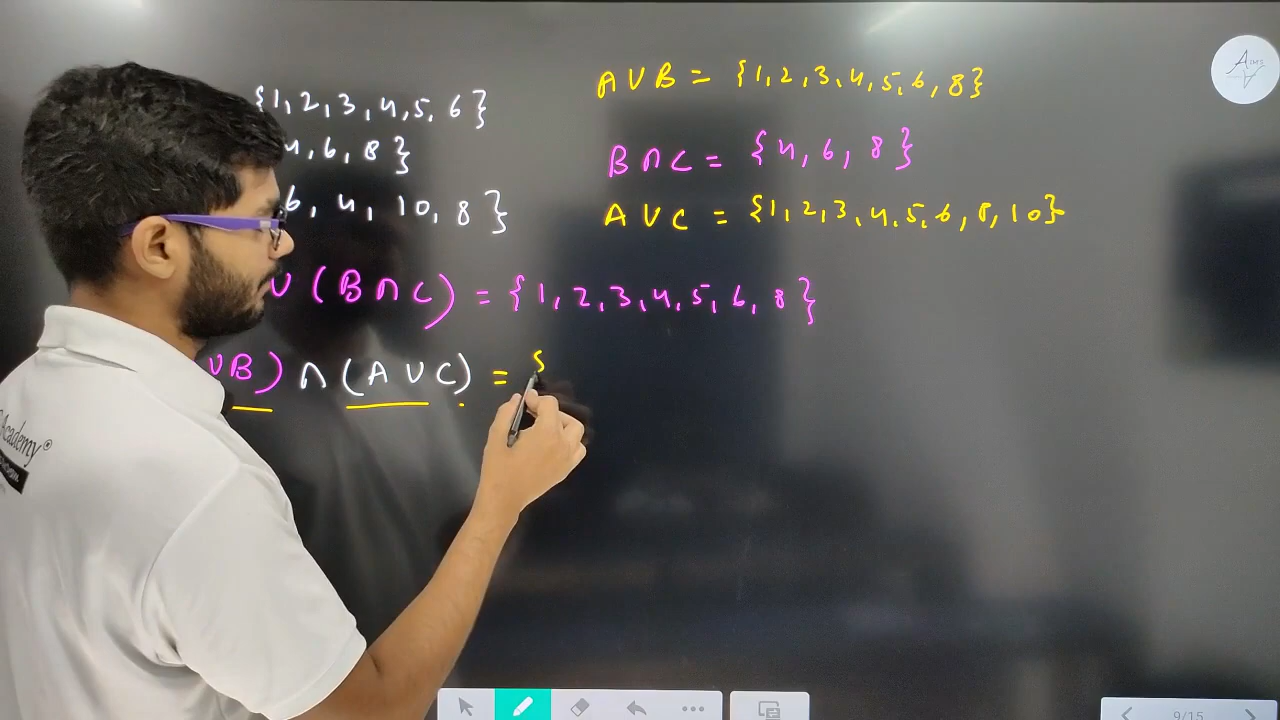 {1,2,3,4,5,6}
4,6,8}
6,4,10,8}
A∪B = {1,2,3,4,5,6,8}
B∩C = {4,6,8}
A∪C = {1,2,3,4,5,6,8,10}
∪(B∩C) = {1,2,3,4,5,6,8}
∪B)∩(A∪C) =
Academy®
9/15